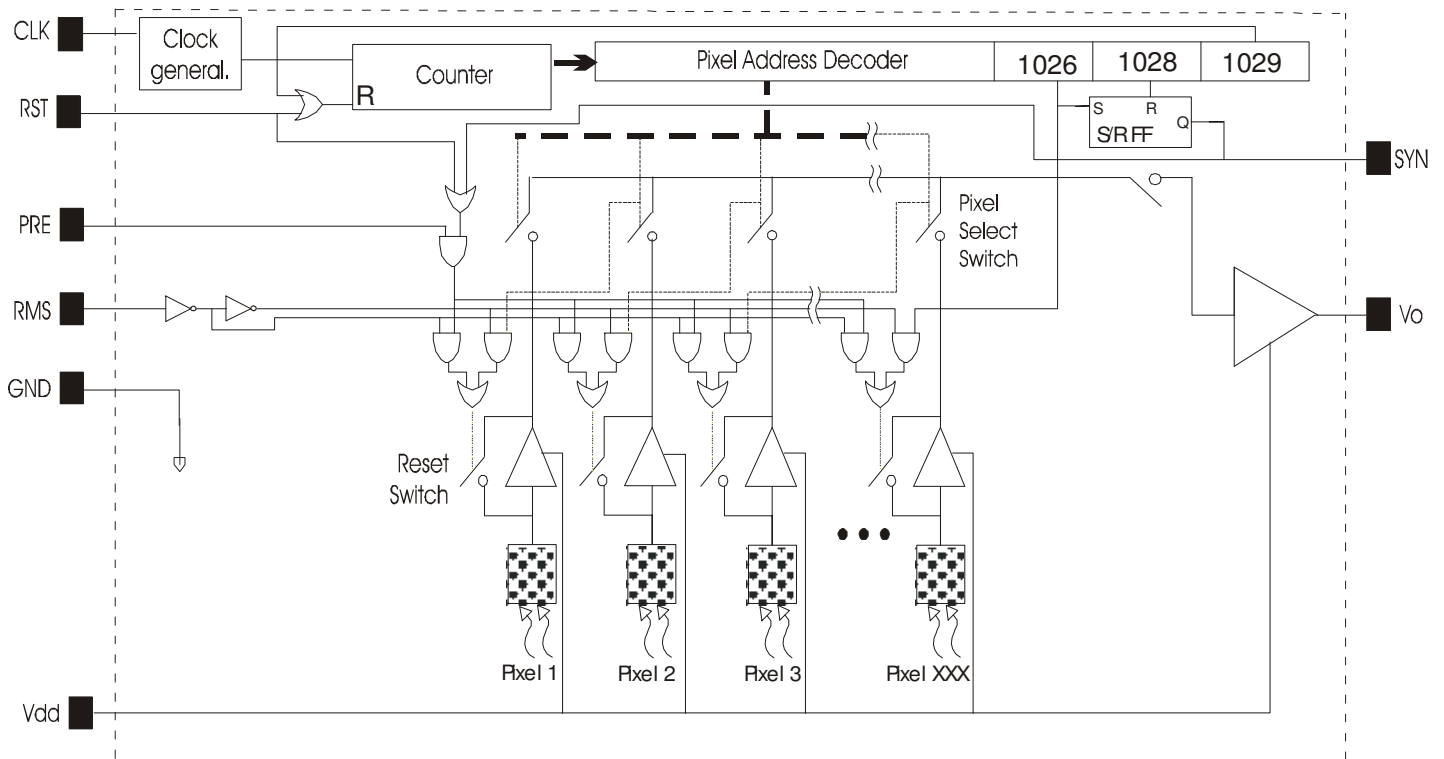 CLK
Clock
general.
Counter
R
Pixel Address Decoder
1026
1028
1029
RST
S
R
Q
S/R FF
SYN
PRE
Pixel
Select
Switch
RMS
Vo
GND
Reset
Switch
Pixel 1
Pixel 2
Pixel 3
Pixel XXX
Vdd